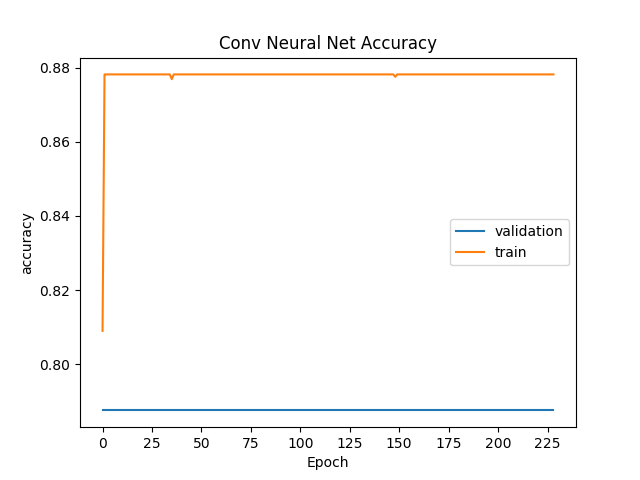 Conv Neural Net Accuracy
0.88
0.86
0.84
0.82
0.80
accuracy
validation
train
0 25 50 75 100 125 150 175 200 225
Epoch